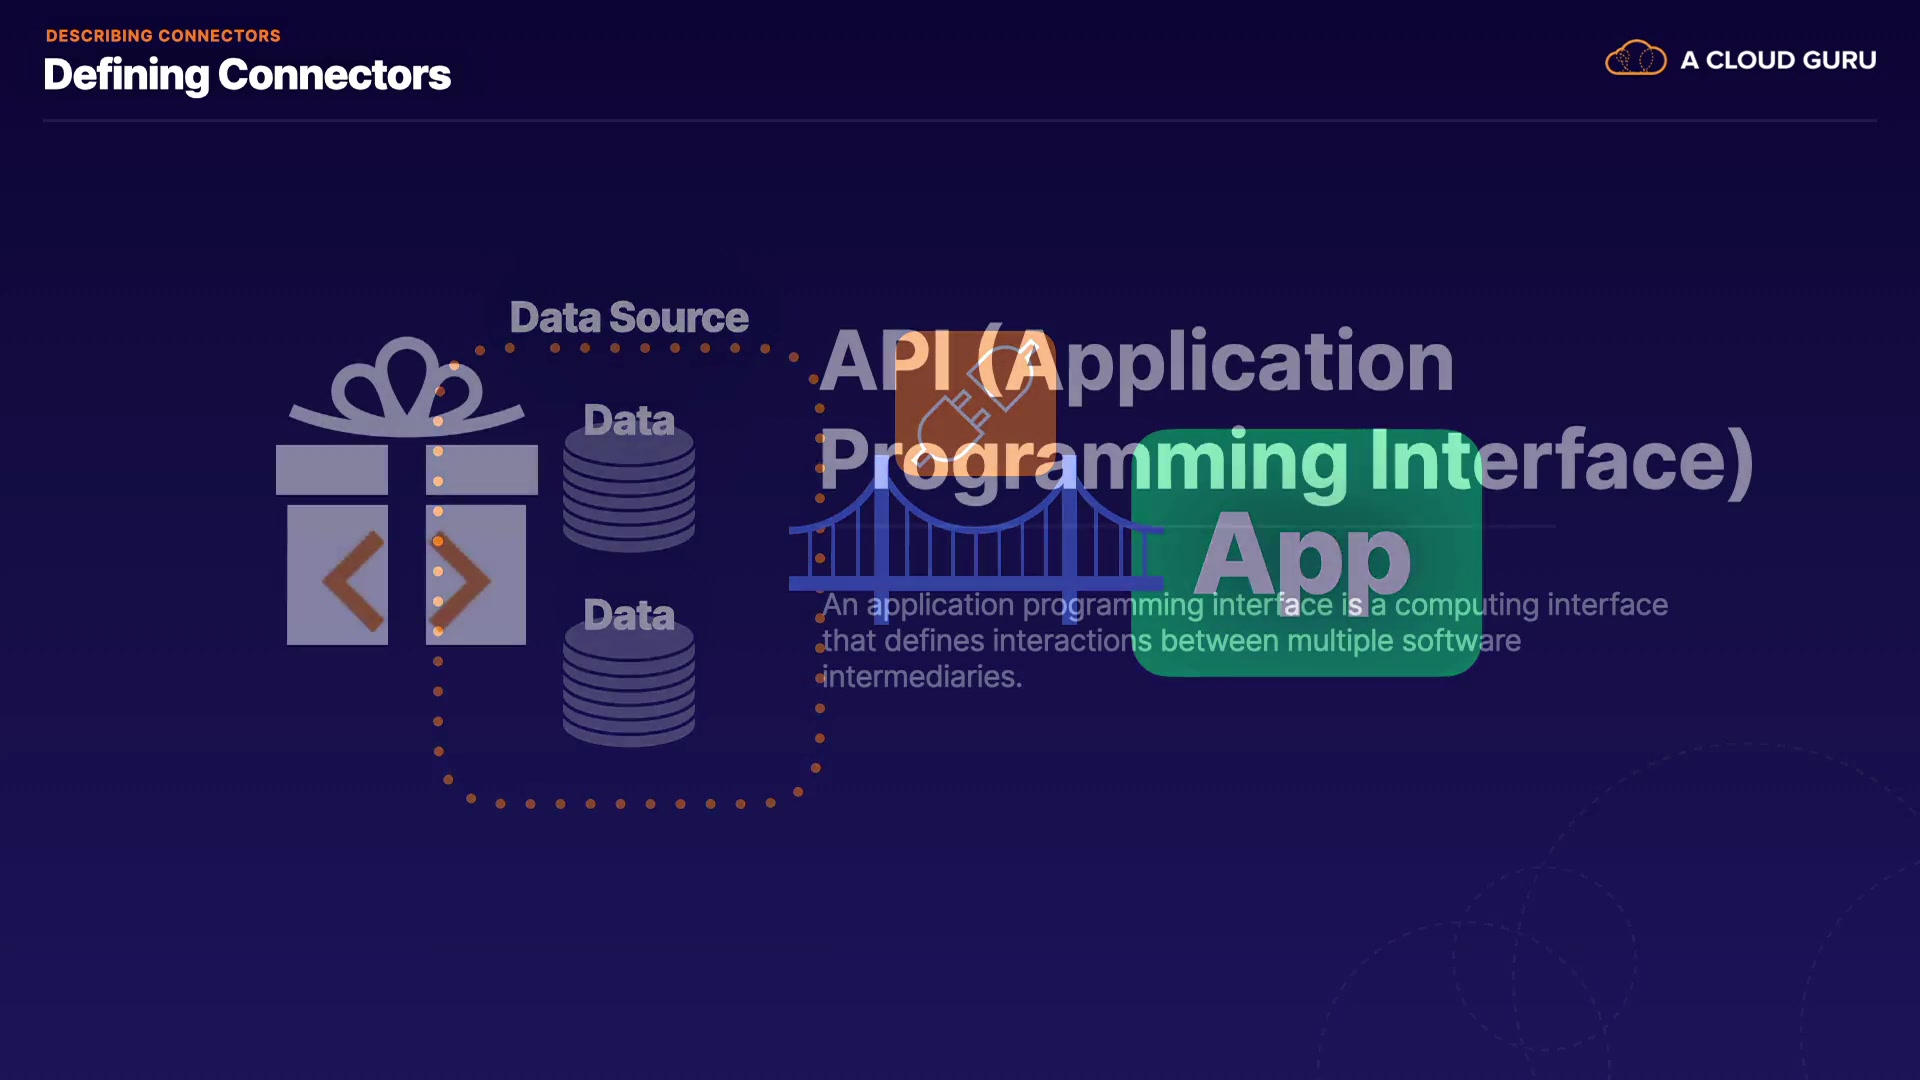 DESCRIBING CONNECTORS
Defining Connectors
A CLOUD GURU
Data Source
Data
Data
API (Application
Programming Interface)
App
An application programming interface is a computing interface
that defines interactions between multiple software
intermediaries.